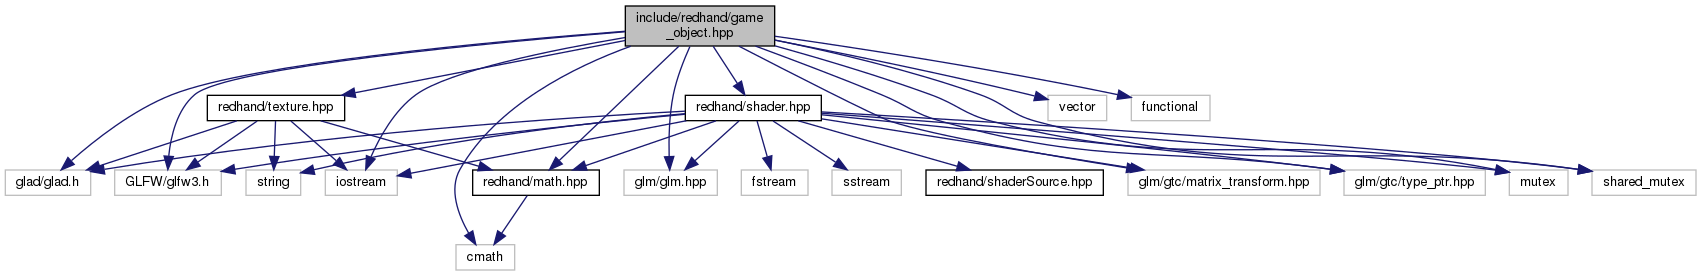 include/redhand/game
_object.hpp
redhand/texture.hpp
redhand/shader.hpp
vector
functional
glad/glad.h
GLFW/glfw3.h
string
iostream
redhand/math.hpp
glm/glm.hpp
fstream
sstream
redhand/shaderSource.hpp
glm/gtc/matrix_transform.hpp
glm/gtc/type_ptr.hpp
mutex
shared_mutex
cmath